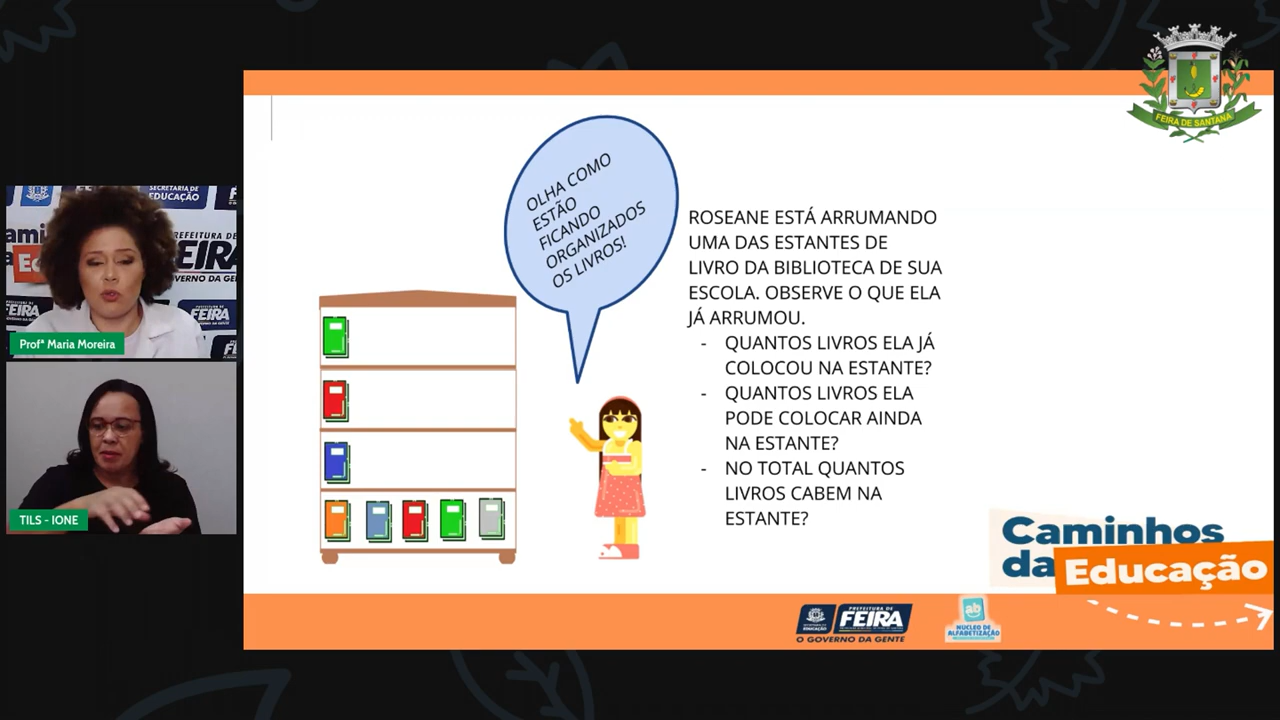 FEIRA DE SANTANA
SECRETARIA DE
EDUCAÇÃO
Profª Maria Moreira
TILS - IONE
OLHA COMO
ESTÃO
FICANDO
ORGANIZADOS
OS LIVROS!
ROSEANE ESTÁ ARRUMANDO
UMA DAS ESTANTES DE
LIVRO DA BIBLIOTECA DE SUA
ESCOLA. OBSERVE O QUE ELA
JÁ ARRUMOU.
- QUANTOS LIVROS ELA JÁ
COLOCOU NA ESTANTE?
- QUANTOS LIVROS ELA
PODE COLOCAR AINDA
NA ESTANTE?
- NO TOTAL QUANTOS
LIVROS CABEM NA
ESTANTE?
Caminhos
da Educação
PREFEITURA DE
FEIRA
O GOVERNO DA GENTE
ab
NÚCLEO DE
ALFABETIZAÇÃO